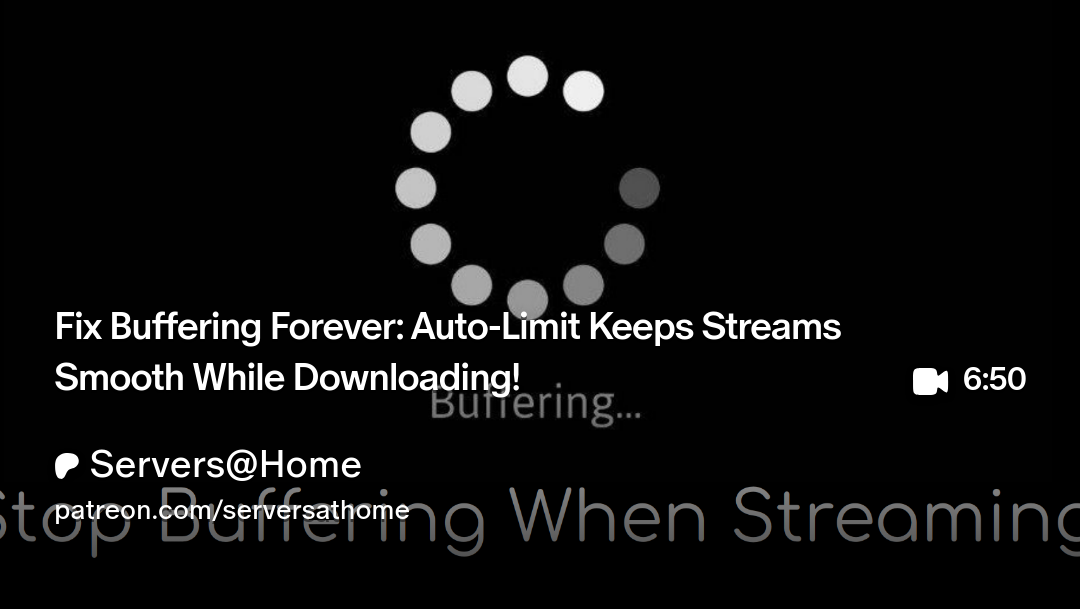 Fix Buffering Forever: Auto-Limit Keeps Streams
Smooth While Downloading!
6:50
Buffering...
Servers@Home
patreon.com/serversathome
Stop Buffering When Streaming